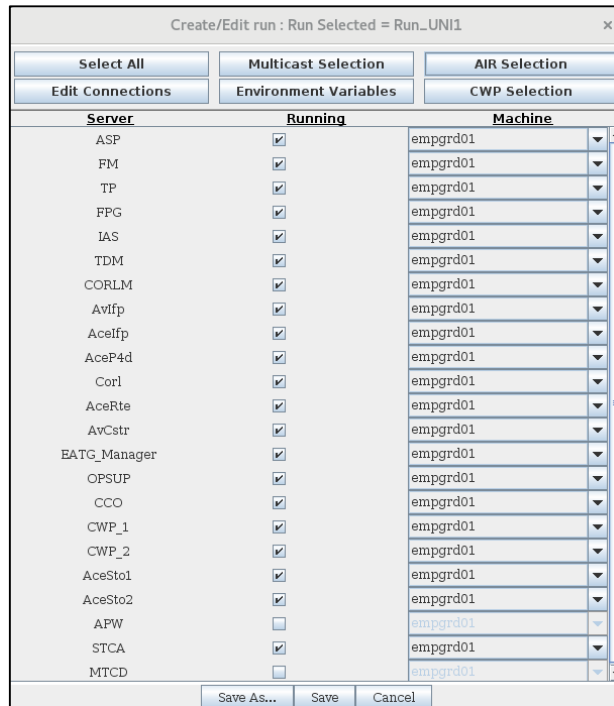 Create/Edit run : Run Selected = Run_UNI1 ×
Select All Multicast Selection AIR Selection
Edit Connections Environment Variables CWP Selection
Server Running Machine
ASP empgrd01
FM empgrd01
TP empgrd01
FPG empgrd01
IAS empgrd01
TDM empgrd01
CORLM empgrd01
AvIfp empgrd01
AceIfp empgrd01
AceP4d empgrd01
Corl empgrd01
AceRte empgrd01
AvCstr empgrd01
EATG_Manager empgrd01
OPSUP empgrd01
CCO empgrd01
CWP_1 empgrd01
CWP_2 empgrd01
AceSto1 empgrd01
AceSto2 empgrd01
APW empgrd01
STCA empgrd01
MTCD empgrd01
Save As... Save Cancel